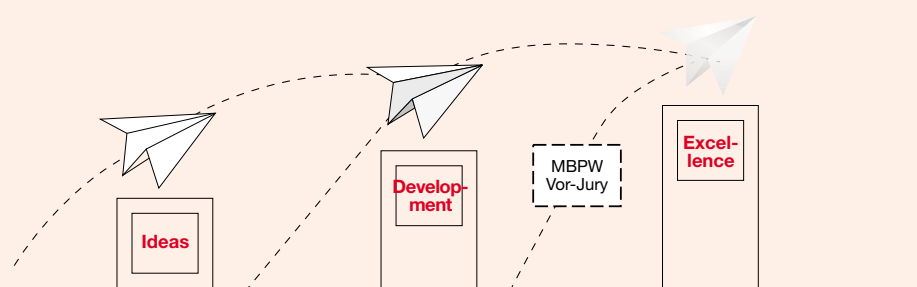 Ideas
Develop-
ment
MBPW
Vor-Jury
Excel-
lence